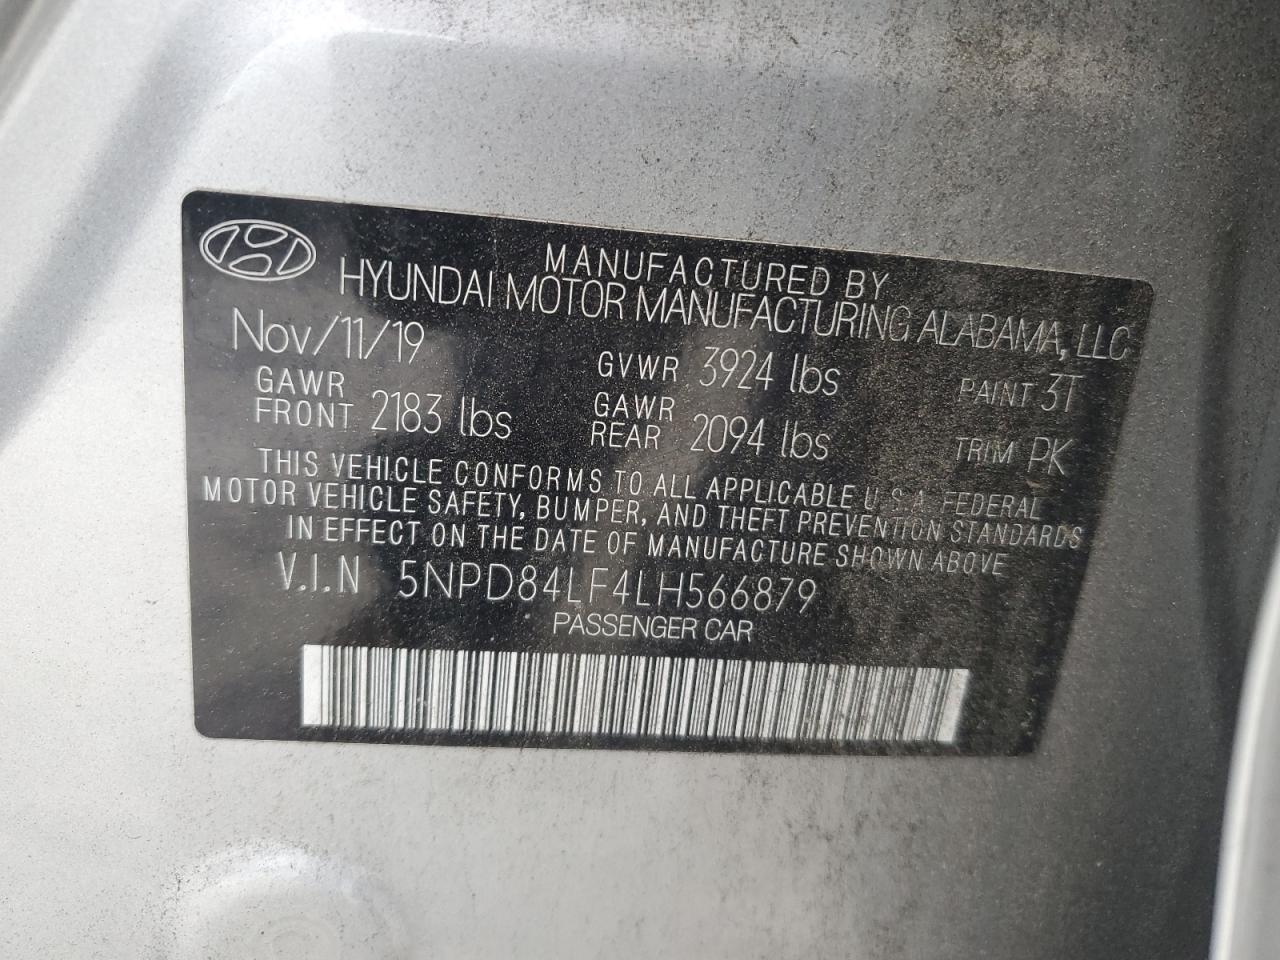 MANUFACTURED BY
HYUNDAI MOTOR MANUFACTURING ALABAMA, LLC
Nov/11/19 GVWR 3924 lbs PAINT 3T
GAWR FRONT 2183 lbs GAWR REAR 2094 lbs TRIM PK
THIS VEHICLE CONFORMS TO ALL APPLICABLE U.S.A. FEDERAL
MOTOR VEHICLE SAFETY, BUMPER, AND THEFT PREVENTION STANDARDS
IN EFFECT ON THE DATE OF MANUFACTURE SHOWN ABOVE
V.I.N 5NPD84LF4LH566879
PASSENGER CAR